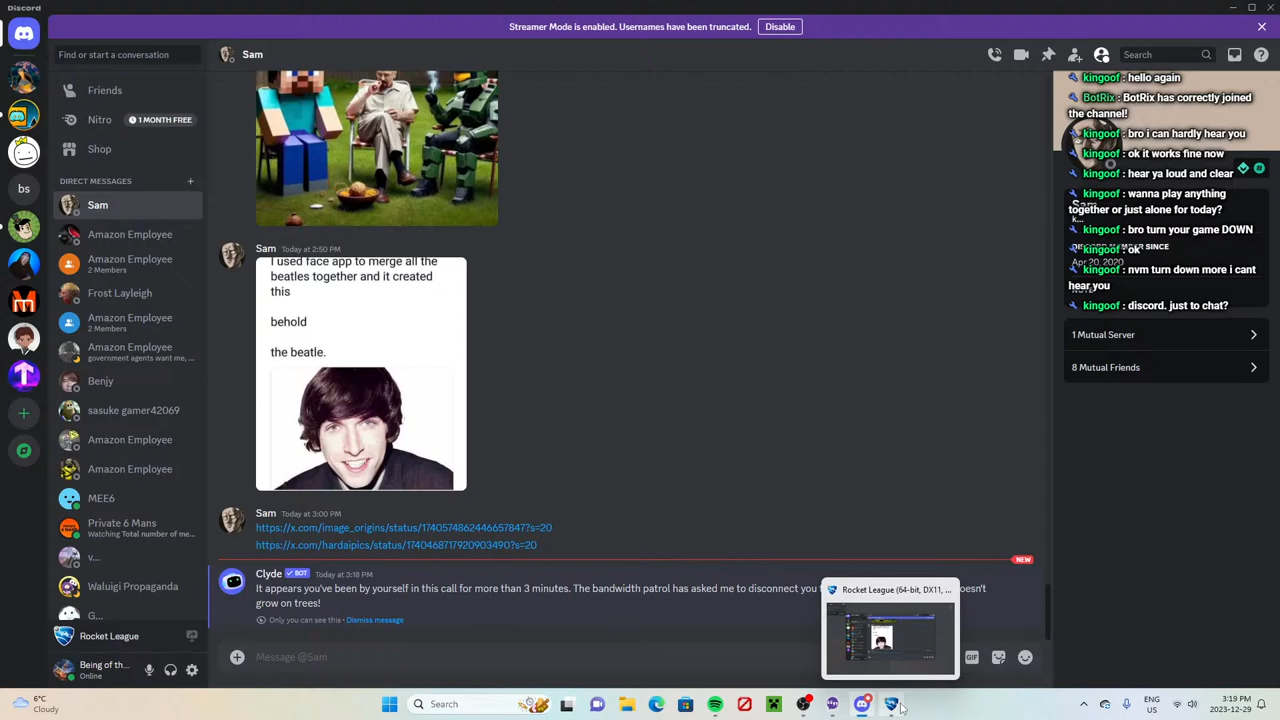 Discord
Streamer Mode is enabled. Usernames have been truncated.
Disable
Find or start a conversation
Sam
Search
Friends
Nitro
1 MONTH FREE
Shop
DIRECT MESSAGES
Sam
Amazon Employee
Amazon Employee
2 Members
Frost Layleigh
Amazon Employee
2 Members
Amazon Employee
government agents want me, ...
Benjy
sasuke gamer42069
Amazon Employee
Amazon Employee
MEE6
Private 6 Mans
Watching Total number of me...
v...
Waluigi Propaganda
G...
Rocket League
Being of th...
Online
bs
Sam Today at 2:50 PM
I used face app to merge all the
beatles together and it created
this
behold
the beatle.
Sam Today at 3:00 PM
https://x.com/image_origins/status/1740574862446657847?s=20
https://x.com/hardaipics/status/1740468717920903490?s=20
NEW
Clyde BOT Today at 3:18 PM
It appears you've been by yourself in this call for more than 3 minutes. The bandwidth patrol has asked me to disconnect you
esn't
grow on trees!
Only you can see this • Dismiss message
Message @Sam
GIF
Rocket League (64-bit, DX11, ...
kingoof : hello again
BotRix : BotRix has correctly joined
the channel!
kingoof : bro i can hardly hear you
kingoof : ok it works fine now
kingoof : hear ya loud and clear
kingoof : wanna play anything
together or just alone for today?
kingoof : bro turn your game DOWN
kingoof : ok
kingoof : nvm turn down more i cant
hear you
kingoof : discord. just to chat?
Sam
k...
SINCE
Apr 20, 2020
1 Mutual Server
8 Mutual Friends
6°C
Cloudy
Search
ENG
US
3:19 PM
2023-12-29